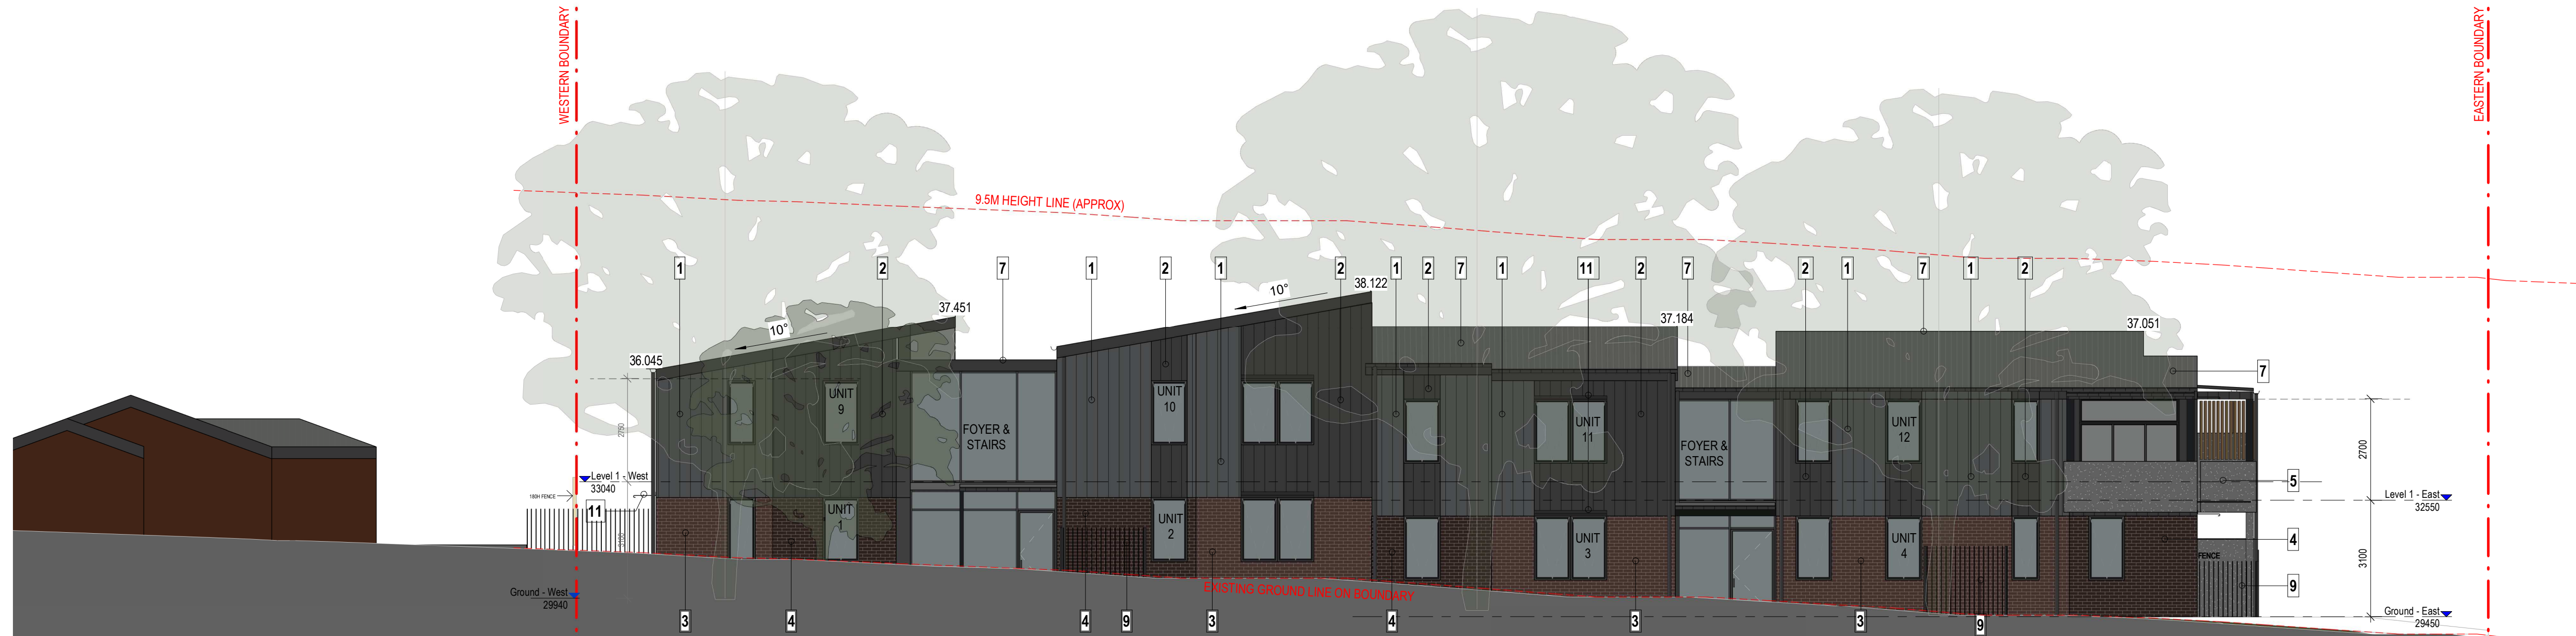 WESTERN BOUNDARY
EASTERN BOUNDARY
9.5M HEIGHT LINE (APPROX)
1
2
7
1
2
1
2
1
2
7
1
11
2
7
2
1
7
1
2
10°
38.122
10°
37.451
37.184
37.051
36.045
7
UNIT
9
UNIT
10
UNIT
11
UNIT
12
FOYER &
STAIRS
FOYER &
STAIRS
2750
2700
Level 1 - West
33040
180H FENCE
11
5
Level 1 - East
32550
UNIT
1
UNIT
2
UNIT
3
UNIT
4
3100
3100
4
FENCE
9
EXISTING GROUND LINE ON BOUNDARY
Ground - West
29940
Ground - East
29450
3
4
4
9
3
4
3
3
9